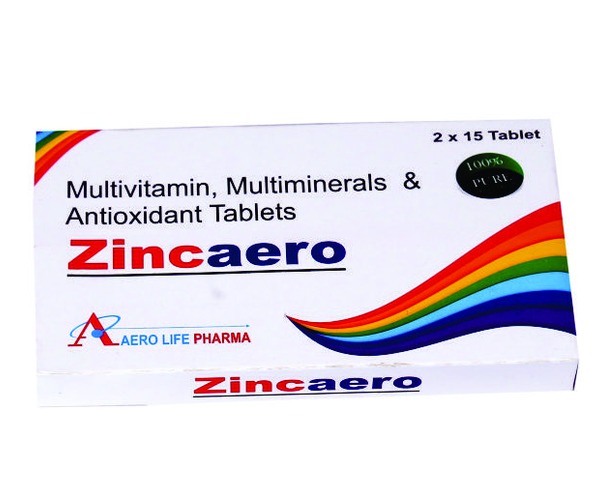 2 x 15 Tablet
100%
PURE
Multivitamin, Multiminerals &
Antioxidant Tablets
Zincaero
AERO LIFE PHARMA
Zincaero